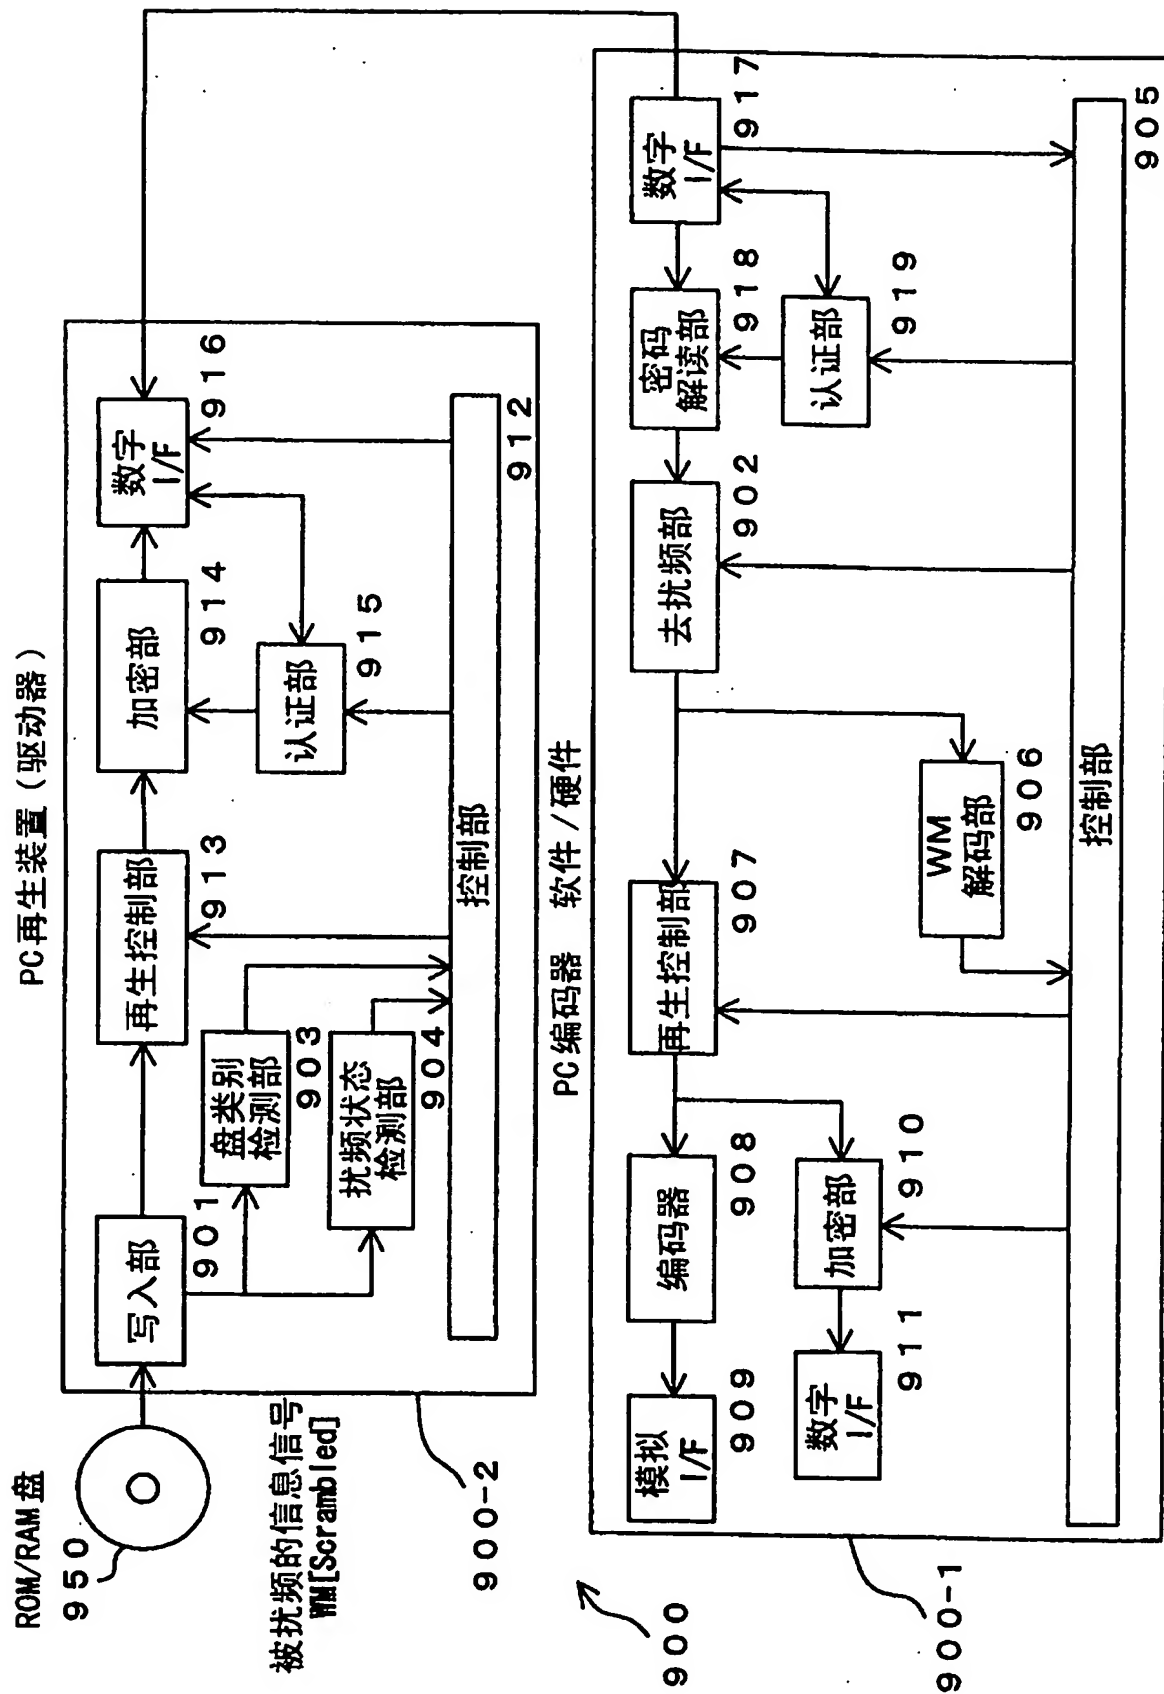 ROM/RAM盘
950
被扰频的信息信号
WM[Scrambled]
PC再生装置(驱动器)
写入部
901
再生控制部
913
加密部
914
数字
I/F
916
盘类别
检测部
903
扰频状态
检测部
904
认证部
915
控制部
912
900-2
900
PC编码器 软件/硬件
数字
I/F
917
密码
解读部
918
认证部
919
去扰频部
902
WM
解码部
906
再生控制部
907
编码器
908
模拟
I/F
909
加密部
910
数字
I/F
911
控制部
905
900-1